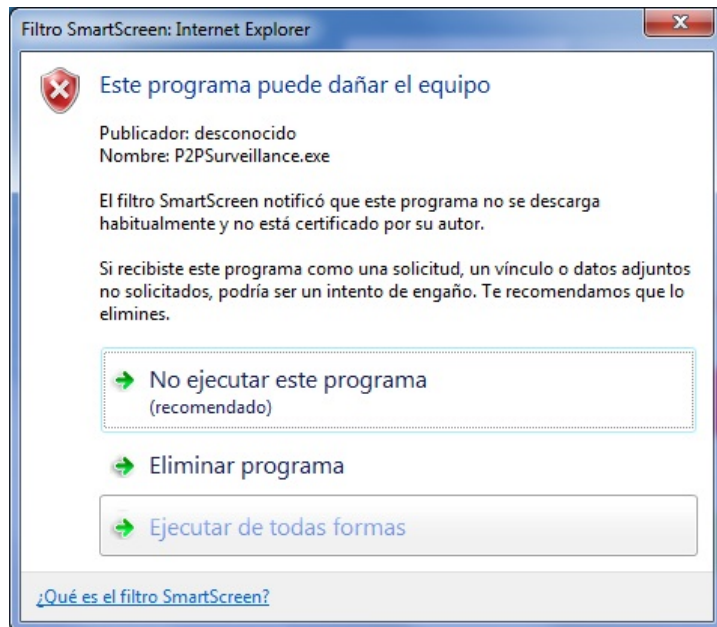 Filtro SmartScreen: Internet Explorer
Este programa puede dañar el equipo
Publicador: desconocido
Nombre: P2PSurveillance.exe
El filtro SmartScreen notificó que este programa no se descarga
habitualmente y no está certificado por su autor.
Si recibiste este programa como una solicitud, un vínculo o datos adjuntos
no solicitados, podría ser un intento de engaño. Te recomendamos que lo
elimines.
No ejecutar este programa
(recomendado)
Eliminar programa
Ejecutar de todas formas
¿Qué es el filtro SmartScreen?